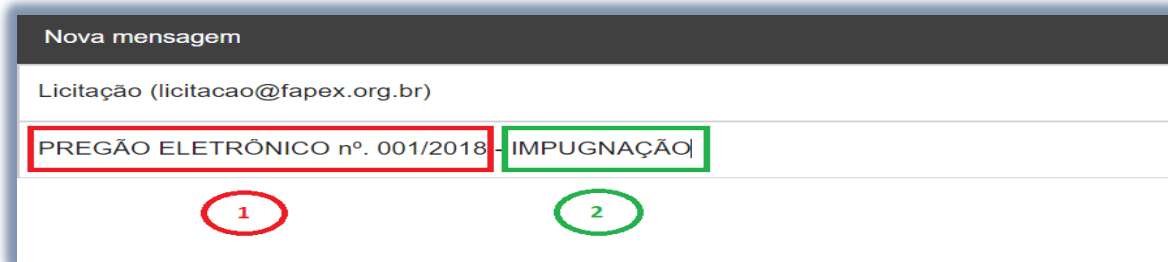 Nova mensagem
Licitação (licitacao@fapex.org.br)
PREGÃO ELETRÔNICO nº. 001/2018 - IMPUGNAÇÃO
1 2